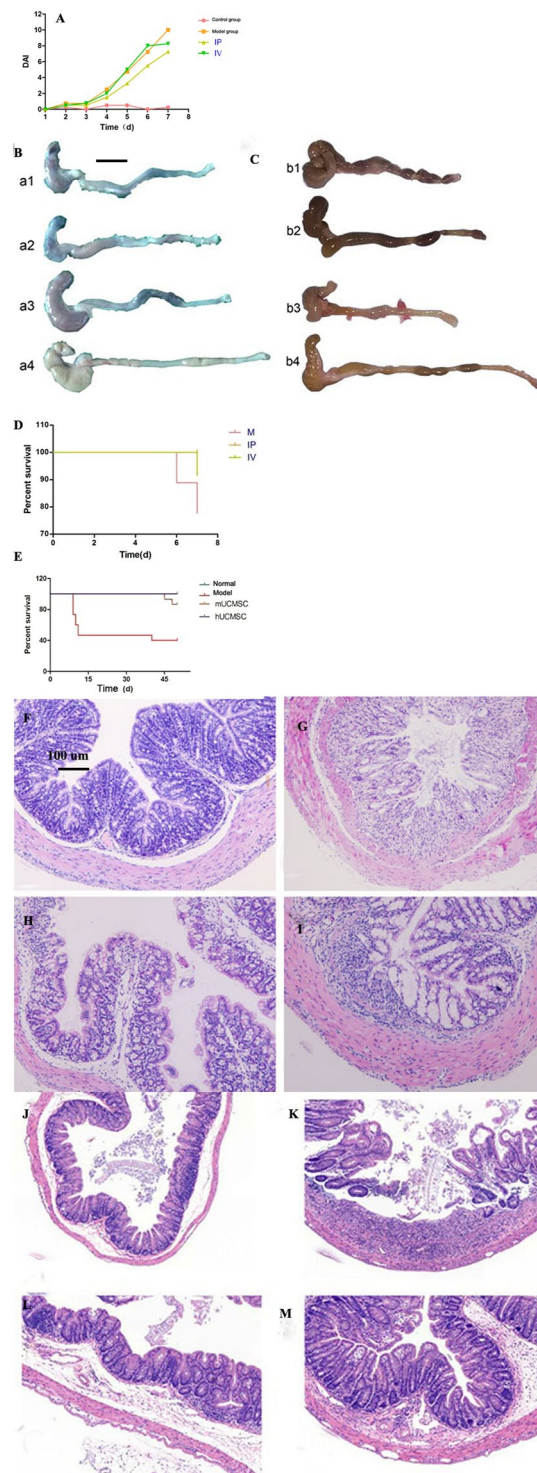 A
DAI
12
10
8
6
4
2
0
1 2 3 4 5 6 7 8
Time (d)
Control group
Model group
IP
IV
B
C
a1
a2
a3
a4
b1
b2
b3
b4
D
Percent survival
100
90
80
70
0 2 4 6 8
Time(d)
M
IP
IV
E
Percent survival
120
80
40
0 15 30 45
Time (d)
Normal
Model
mUCMSC
hUCMSC
F
100 um
G
H
I
J
K
L
M